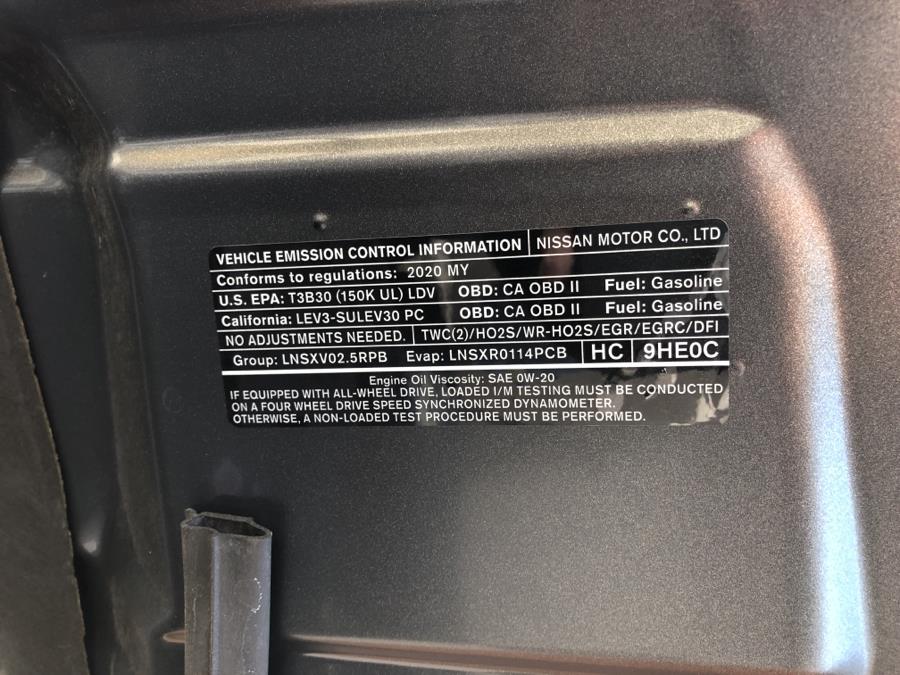 VEHICLE EMISSION CONTROL INFORMATION NISSAN MOTOR CO., LTD
Conforms to regulations: 2020 MY
U.S. EPA: T3B30 (150K UL) LDV OBD: CA OBD II Fuel: Gasoline
California: LEV3-SULEV30 PC OBD: CA OBD II Fuel: Gasoline
NO ADJUSTMENTS NEEDED. TWC(2)/HO2S/WR-HO2S/EGR/EGRC/DFI
Group: LNSXV02.5RPB Evap: LNSXR0114PCB HC 9HE0C
Engine Oil Viscosity: SAE 0W-20
IF EQUIPPED WITH ALL-WHEEL DRIVE, LOADED I/M TESTING MUST BE CONDUCTED
ON A FOUR WHEEL DRIVE SPEED SYNCHRONIZED DYNAMOMETER.
OTHERWISE, A NON-LOADED TEST PROCEDURE MUST BE PERFORMED.